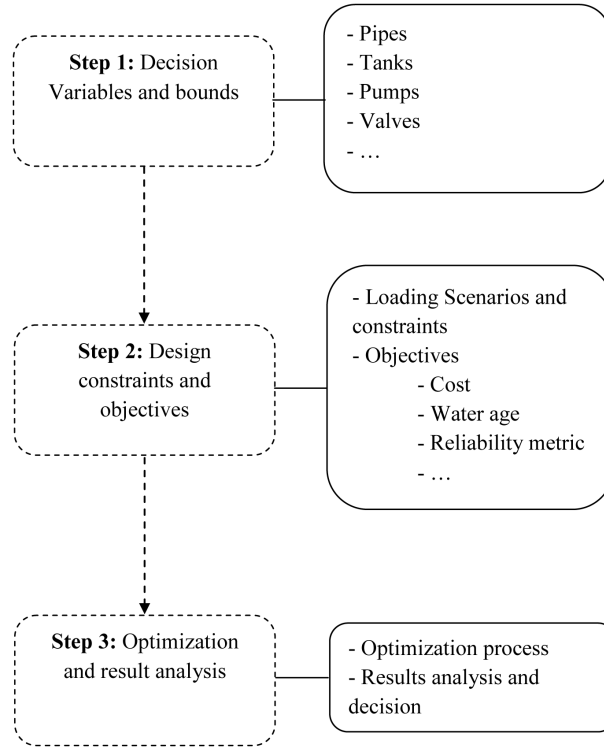 Step 1: Decision
Variables and bounds
- Pipes
- Tanks
- Pumps
- Valves
- …
Step 2: Design
constraints and
objectives
- Loading Scenarios and
constraints
- Objectives
- Cost
- Water age
- Reliability metric
- …
Step 3: Optimization
and result analysis
- Optimization process
- Results analysis and
decision